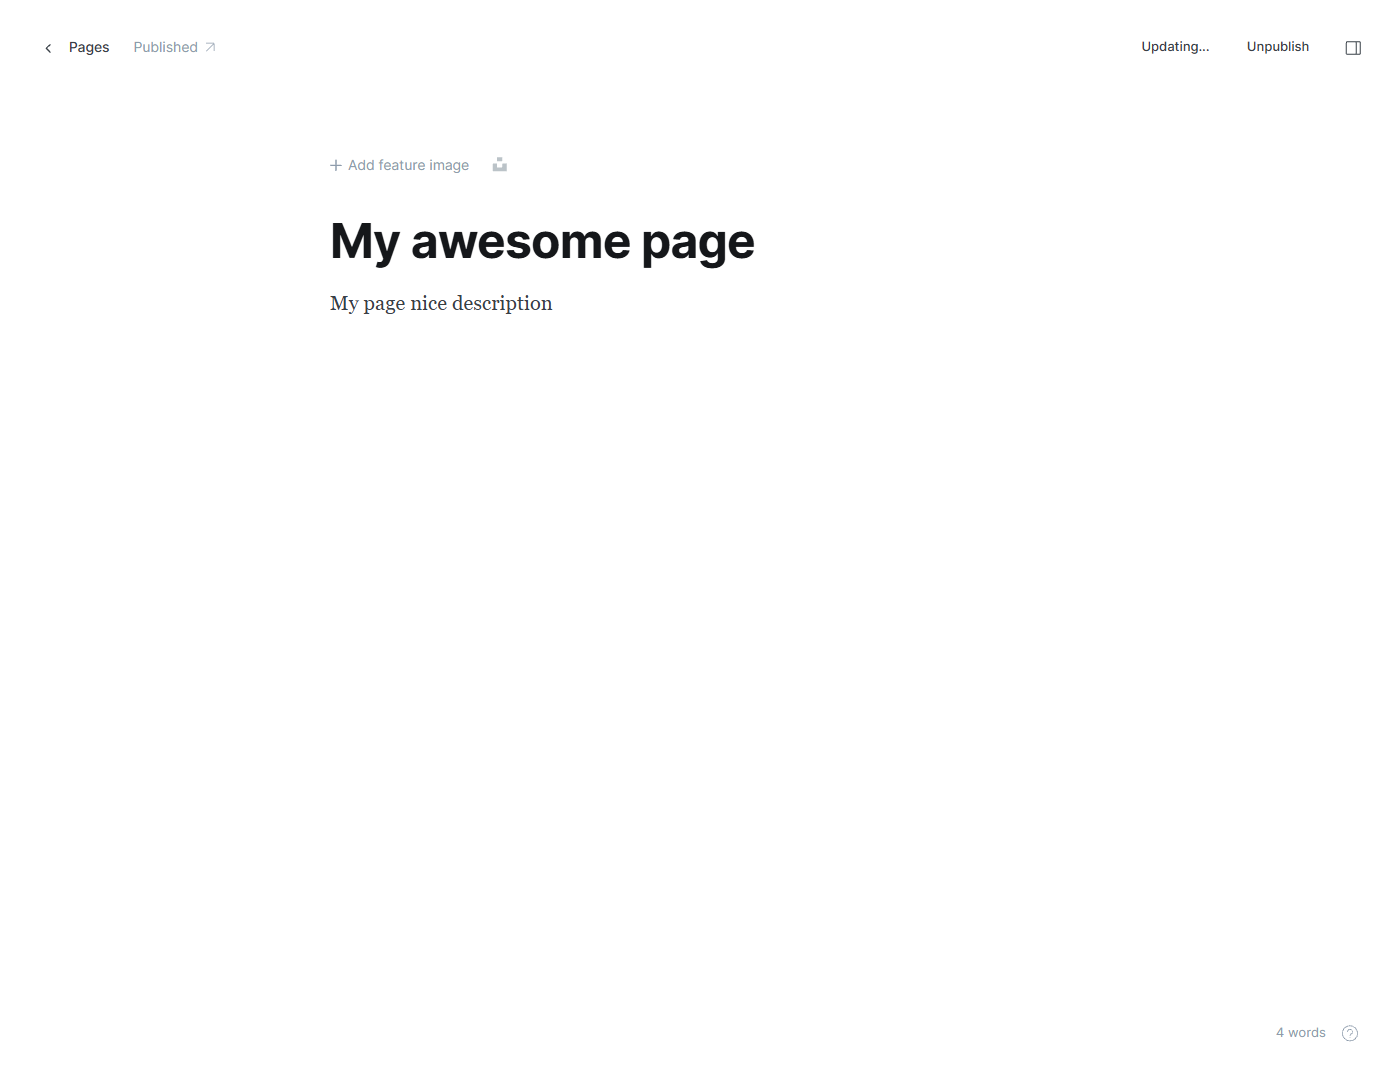 Pages Published Updating... Unpublish
Add feature image
My awesome page
My page nice description
4 words